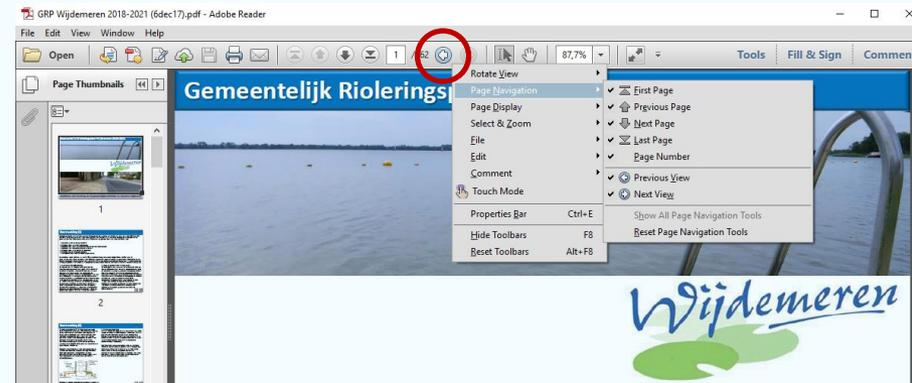 GRP Wijdemeren 2018-2021 (6dec17).pdf - Adobe Reader
File Edit View Window Help
Open 1 / 62 87,7% Tools Fill & Sign Commen
Page Thumbnails
Gemeentelijk Riolerings
Rotate View
Page Navigation
Page Display
Select & Zoom
File
Edit
Comment
Touch Mode
Properties Bar Ctrl+E
Hide Toolbars F8
Reset Toolbars Alt+F8
First Page
Previous Page
Next Page
Last Page
Page Number
Previous View
Next View
Show All Page Navigation Tools
Reset Page Navigation Tools
Wijdemeren
1
2
Wijdemeren